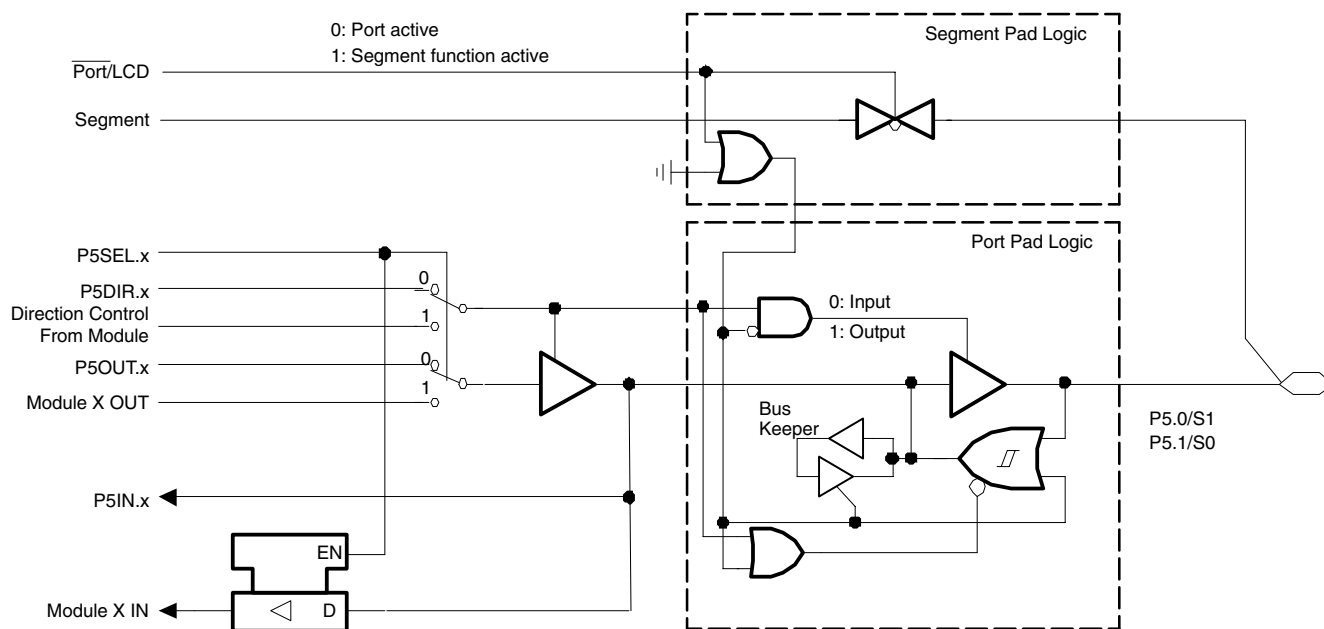 0: Port active
1: Segment function active
Segment Pad Logic
Port/LCD
Segment
Port Pad Logic
P5SEL.x
0
P5DIR.x
Direction Control
From Module
1
0: Input
1: Output
P5OUT.x
0
1
Module X OUT
Bus
Keeper
P5.0/S1
P5.1/S0
P5IN.x
EN
Module X IN
D